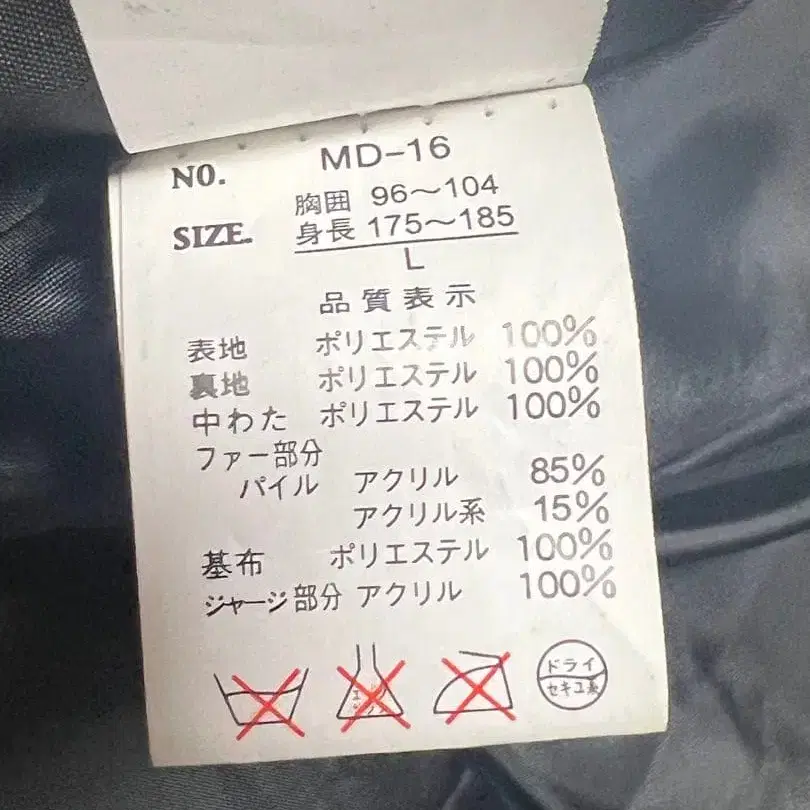 NO. MD-16
SIZE. 胸囲 96〜104
身長 175〜185
L
品質表示
表地 ポリエステル 100%
裏地 ポリエステル 100%
中わた ポリエステル 100%
ファー部分
パイル アクリル 85%
アクリル系 15%
基布 ポリエステル 100%
ジャージ部分 アクリル 100%
ドライ
セキユ系